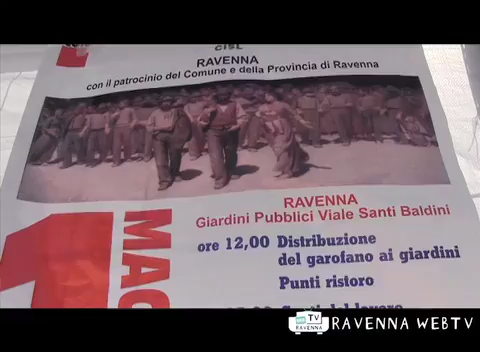 CISL
RAVENNA
con il patrocinio del Comune e della Provincia di Ravenna
RAVENNA
Giardini Pubblici Viale Santi Baldini
ore 12,00 Distribuzione
del garofano ai giardini
Punti ristoro
1
MAG
TV
RAVENNA
RAVENNA WEBTV